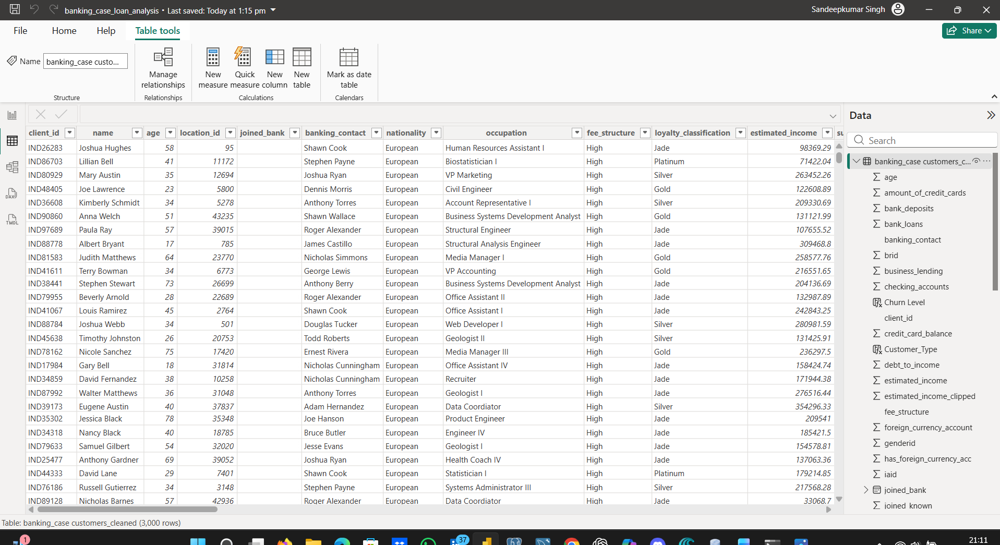 banking_case_loan_analysis • Last saved: Today at 1:15 pm
Sandeepkumar Singh
File Home Help Table tools
Share
Name banking_case custo...
Manage relationships
New measure
Quick measure
New column
New table
Mark as date table
Structure
Relationships
Calculations
Calendars
client_id name age location_id joined_bank banking_contact nationality occupation fee_structure loyalty_classification estimated_income su
IND26283 Joshua Hughes 58 95 Shawn Cook European Human Resources Assistant I High Jade 98369.29
IND86703 Lillian Bell 41 11172 Stephen Payne European Biostatistician I High Platinum 71422.04
IND80929 Mary Austin 35 12694 Joshua Ryan European VP Marketing High Silver 263452.26
IND48405 Joe Lawrence 23 5800 Dennis Morris European Civil Engineer High Gold 122608.89
IND36608 Kimberly Schmidt 34 5278 Anthony Torres European Account Representative I High Silver 209330.69
IND90860 Anna Welch 51 43235 Shawn Wallace European Business Systems Development Analyst High Gold 131121.99
IND97689 Paula Ray 57 39015 Roger Alexander European Structural Engineer High Jade 107655.52
IND88778 Albert Bryant 17 785 James Castillo European Structural Analysis Engineer High Jade 309468.8
IND81583 Judith Matthews 64 23770 Nicholas Simmons European Media Manager I High Gold 258577.76
IND41611 Terry Bowman 34 6773 George Lewis European VP Accounting High Gold 216551.65
IND38441 Stephen Stewart 73 26699 Anthony Berry European Business Systems Development Analyst High Jade 204136.69
IND79955 Beverly Arnold 28 22689 Roger Alexander European Office Assistant II High Jade 132987.89
IND41067 Louis Ramirez 45 2764 Shawn Cook European Office Assistant I High Jade 242843.25
IND88784 Joshua Webb 34 501 Douglas Tucker European Web Developer I High Silver 280981.59
IND45638 Timothy Johnston 26 20753 Todd Roberts European Geologist II High Silver 131425.91
IND78162 Nicole Sanchez 75 17420 Ernest Rivera European Media Manager III High Gold 236297.5
IND17984 Gary Bell 18 31814 Nicholas Cunningham European Office Assistant IV High Jade 158424.74
IND34859 David Fernandez 38 10258 Nicholas Cunningham European Recruiter High Jade 171944.38
IND87992 Walter Matthews 36 31048 Anthony Torres European Geologist I High Jade 276516.44
IND39173 Eugene Austin 40 37837 Adam Hernandez European Data Coordiator High Silver 354296.33
IND35302 Jessica Black 78 35348 Joe Hanson European Product Engineer High Jade 209541
IND34318 Nancy Black 40 18785 Bruce Butler European Engineer IV High Jade 185421.5
IND79633 Samuel Gilbert 54 32020 Jesse Evans European Geologist I High Jade 154578.81
IND25477 Anthony Gardner 69 39052 Joshua Ryan European Health Coach IV High Jade 137063.36
IND44333 David Lane 29 7401 Shawn Cook European Statistician I High Platinum 179214.85
IND76186 Russell Gutierrez 34 3148 Stephen Payne European Systems Administrator III High Silver 217568.28
IND89128 Nicholas Barnes 57 42936 Roger Alexander European Data Coordiator High Jade 33068.7
Data
Search
banking_case customers_c...
age
amount_of_credit_cards
bank_deposits
bank_loans
banking_contact
brid
business_lending
checking_accounts
Churn Level
client_id
credit_card_balance
Customer_Type
debt_to_income
estimated_income
estimated_income_clipped
fee_structure
foreign_currency_account
genderid
has_foreign_currency_acc
iaid
joined_bank
joined known
DAX
TMDL
Table: banking_case customers_cleaned (3,000 rows)
1
37
21:11